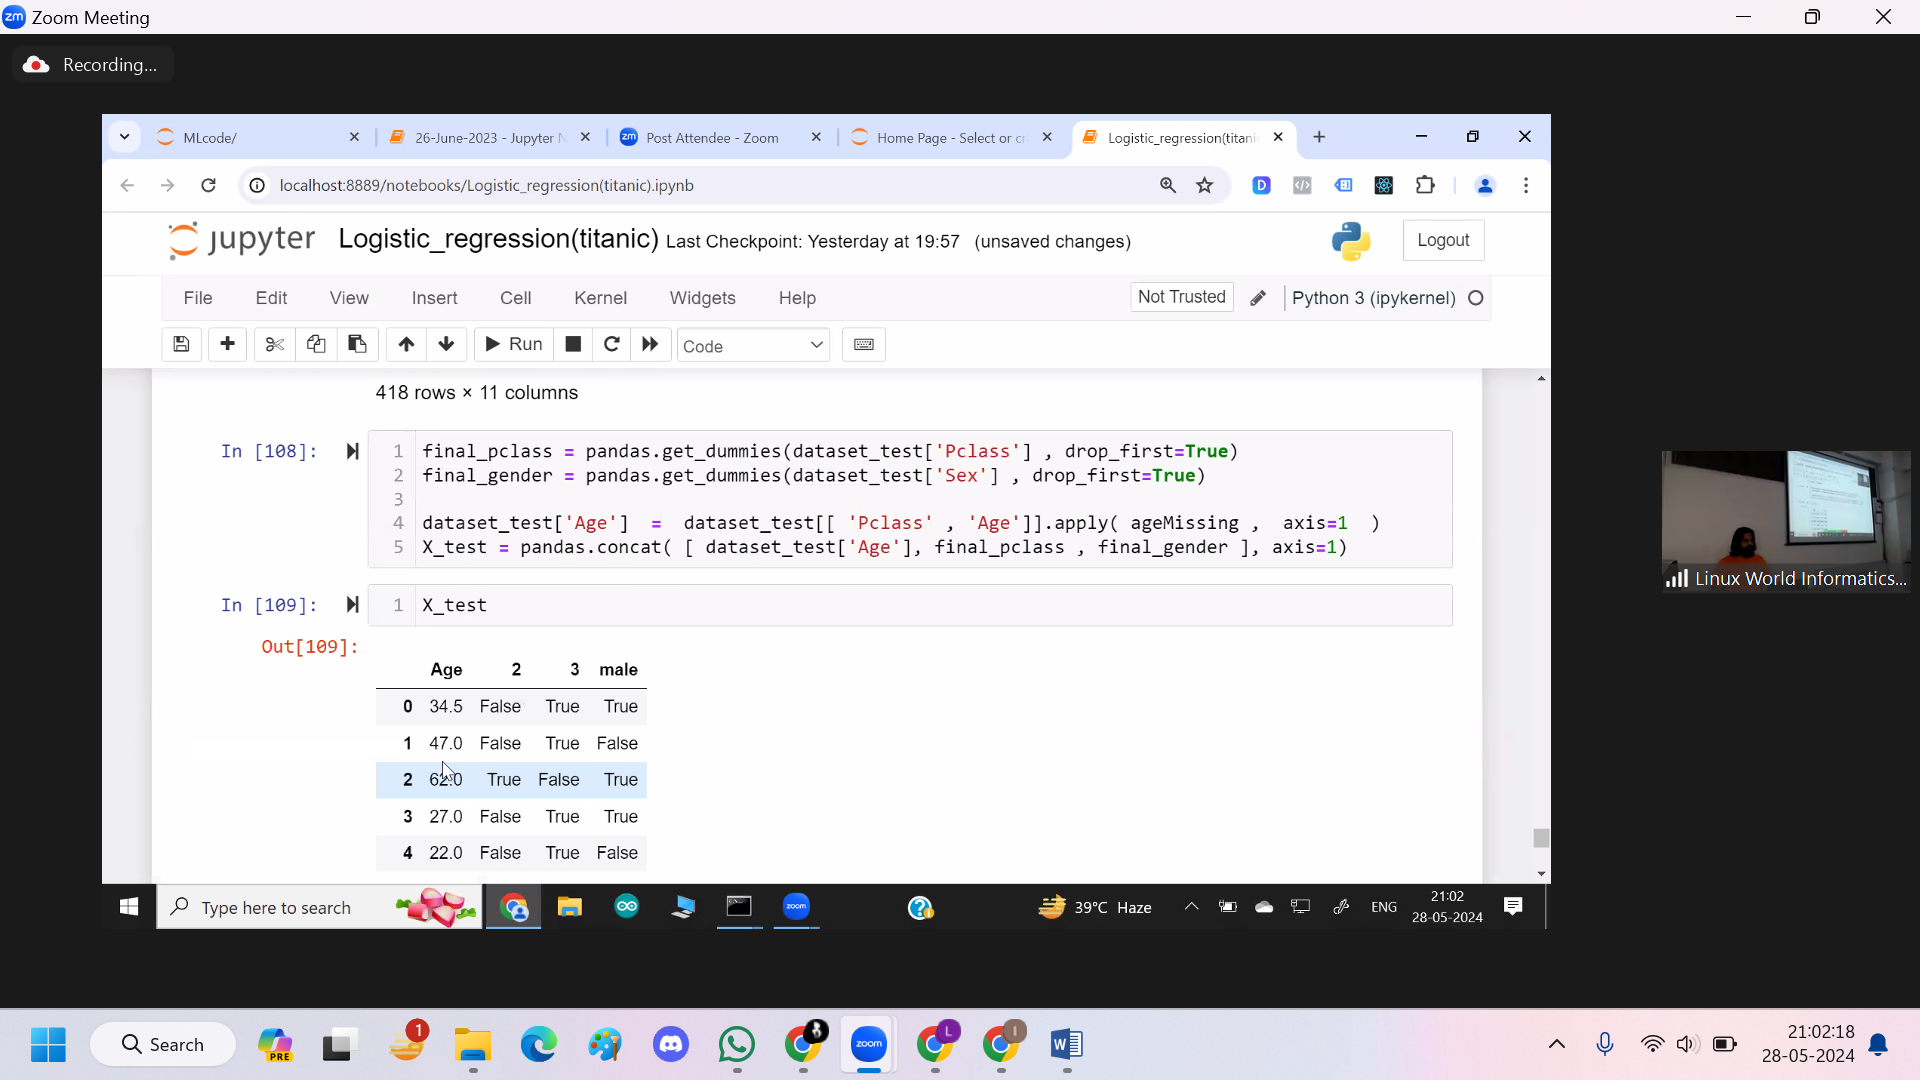 zm Zoom Meeting
Recording...
MLcode/
26-June-2023 - Jupyter N
zm Post Attendee - Zoom
Home Page - Select or cr
Logistic_regression(titani
localhost:8889/notebooks/Logistic_regression(titanic).ipynb
D
jupyter Logistic_regression(titanic) Last Checkpoint: Yesterday at 19:57 (unsaved changes)
Logout
File Edit View Insert Cell Kernel Widgets Help
Not Trusted
Python 3 (ipykernel)
Run
Code
418 rows × 11 columns
In [108]:
1 final_pclass = pandas.get_dummies(dataset_test['Pclass'] , drop_first=True)
2 final_gender = pandas.get_dummies(dataset_test['Sex'] , drop_first=True)
3
4 dataset_test['Age'] = dataset_test[[ 'Pclass' , 'Age']].apply( ageMissing , axis=1 )
5 X_test = pandas.concat( [ dataset_test['Age'], final_pclass , final_gender ], axis=1)
In [109]:
1 X_test
Out[109]:
Age 2 3 male
0 34.5 False True True
1 47.0 False True False
2 62.0 True False True
3 27.0 False True True
4 22.0 False True False
Linux World Informatics...
Type here to search
zoom
39°C Haze
ENG
21:02
28-05-2024
Search
PRE
1
zoom
L
I
21:02:18
28-05-2024